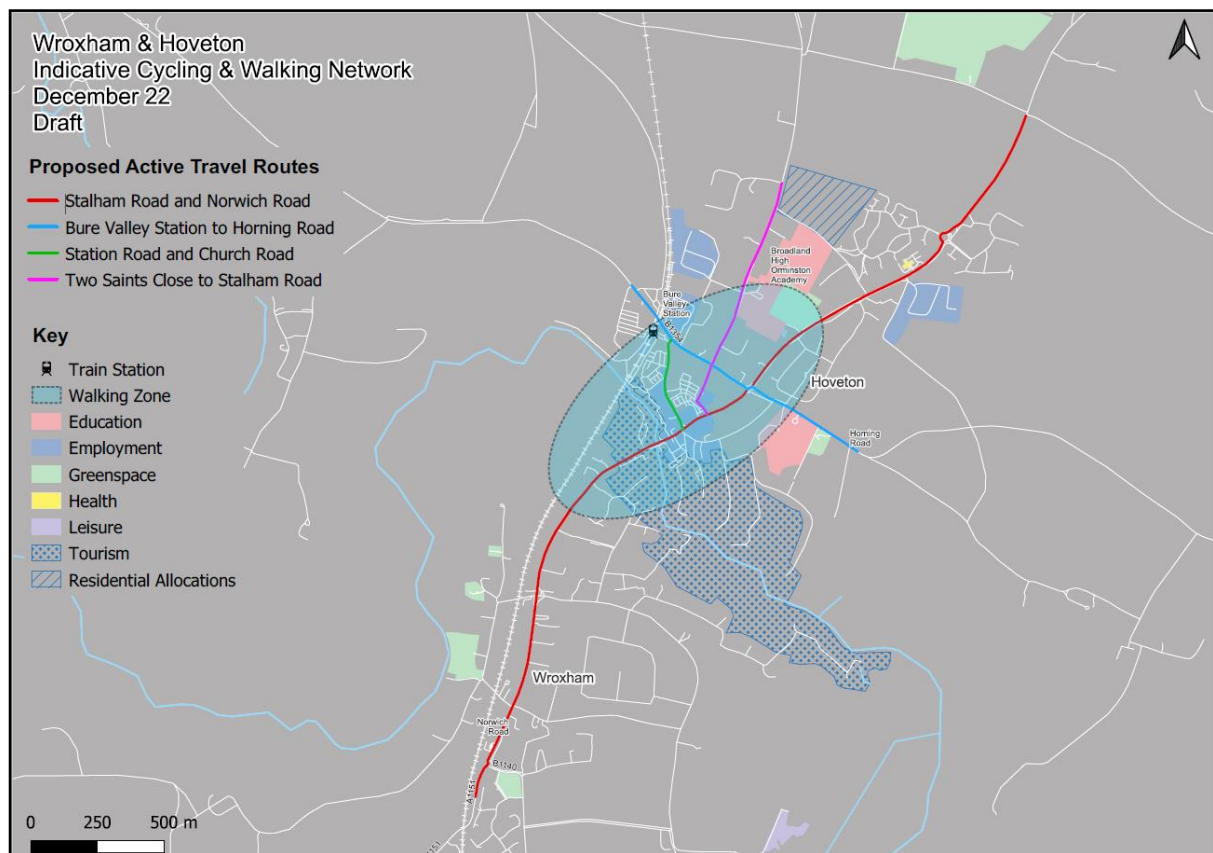 Wroxham & Hoveton
Indicative Cycling & Walking Network
December 22
Draft
Proposed Active Travel Routes
Stalham Road and Norwich Road
Bure Valley Station to Horning Road
Station Road and Church Road
Two Saints Close to Stalham Road
Key
Train Station
Walking Zone
Education
Employment
Greenspace
Health
Leisure
Tourism
Residential Allocations
0 250 500 m
Broadland
High
Orminston
Academy
Bure
Valley
Station
B1354
Hoveton
Horning
Road
Wroxham
Norwich
Road
B1140
A1151